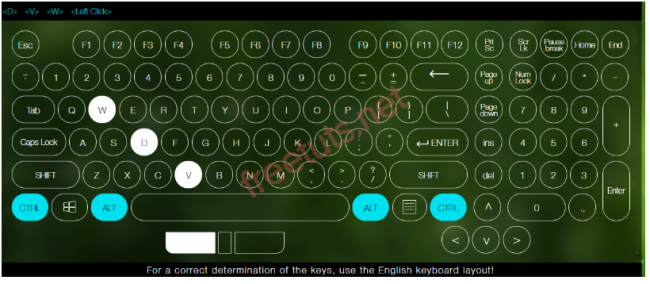 <D> <V> <W> <Left Click>
Esc F1 F2 F3 F4 F5 F6 F7 F8 F9 F10 F11 F12 Prt Sc Scr Lk Pause break Home End
~ 1 2 3 4 5 6 7 8 9 0 _ - + = ← Page up Num Lock / * -
Tab Q W E R T Y U I O P { [ } ] | \ Page down 7 8 9 +
Caps Lock A S D F G H J K L : ; " ' ↵ ENTER ins 4 5 6
SHIFT Z X C V B N M < , > . ? / SHIFT del 1 2 3 Enter
CTRL ALT ALT CTRL ^ 0 .,
< v >
freetuts.net
For a correct determination of the keys, use the English keyboard layout!